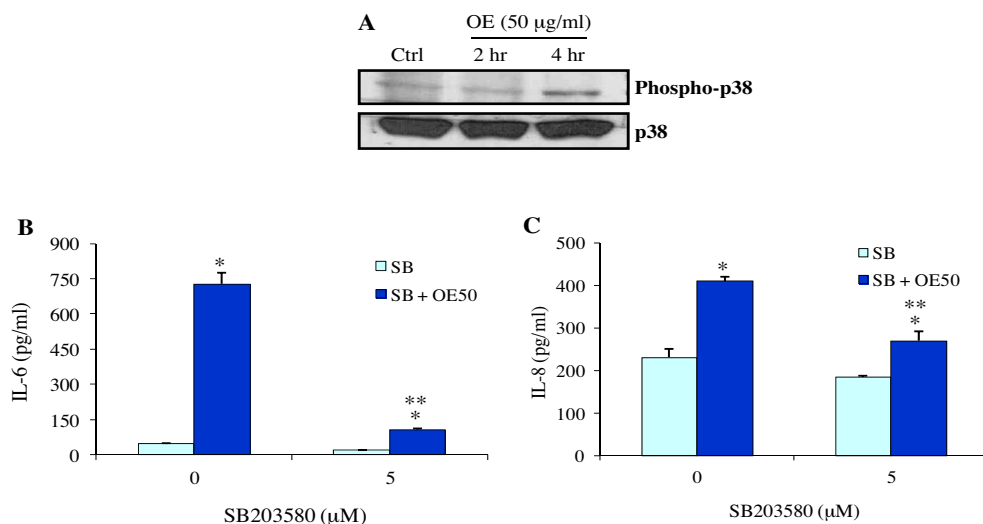 A
OE (50 µg/ml)
Ctrl 2 hr 4 hr
Phospho-p38
p38
B
900
750
600
450
300
150
0
IL-6 (pg/ml)
*
**
*
SB
SB + OE50
0 5
SB203580 (µM)
C
500
400
300
200
100
0
IL-8 (pg/ml)
*
**
*
SB
SB + OE50
0 5
SB203580 (µM)